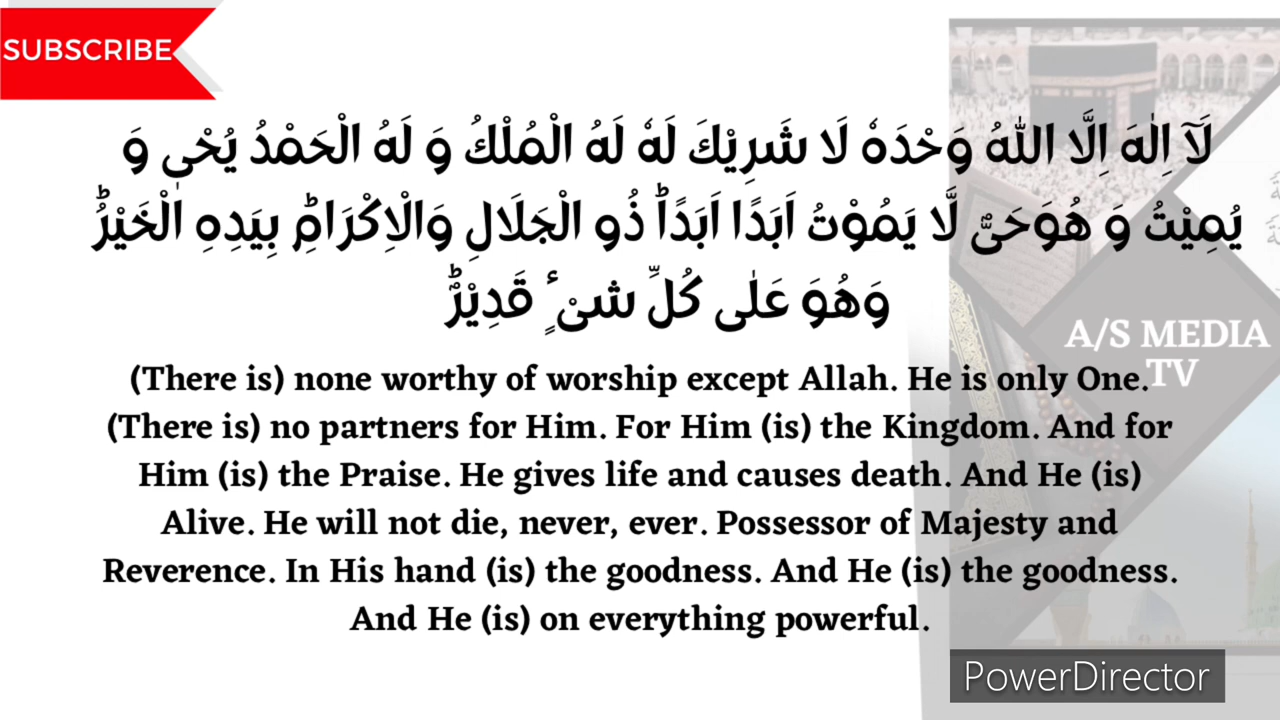 SUBSCRIBE
لَآ اِلٰهَ اِلَّا اللّٰهُ وَحْدَهٗ لَا شَرِيْكَ لَهٗ لَهُ الْمُلْكُ وَ لَهُ الْحَمْدُ يُحْىٖ وَ
يُمِيْتُ وَ هُوَحَیٌّ لَّا يَمُوْتُ اَبَدًا اَبَدًاؕ ذُو الْجَلَالِ وَالْاِكْرَامِؕ بِيَدِهِ الْخَيْرُؕ
وَهُوَ عَلٰى كُلِّ شیْ ٍٔ قَدِيْرٌؕ
(There is) none worthy of worship except Allah. He is only One.
(There is) no partners for Him. For Him (is) the Kingdom. And for
Him (is) the Praise. He gives life and causes death. And He (is)
Alive. He will not die, never, ever. Possessor of Majesty and
Reverence. In His hand (is) the goodness. And He (is) the goodness.
And He (is) on everything powerful.
A/S MEDIA
TV
PowerDirector